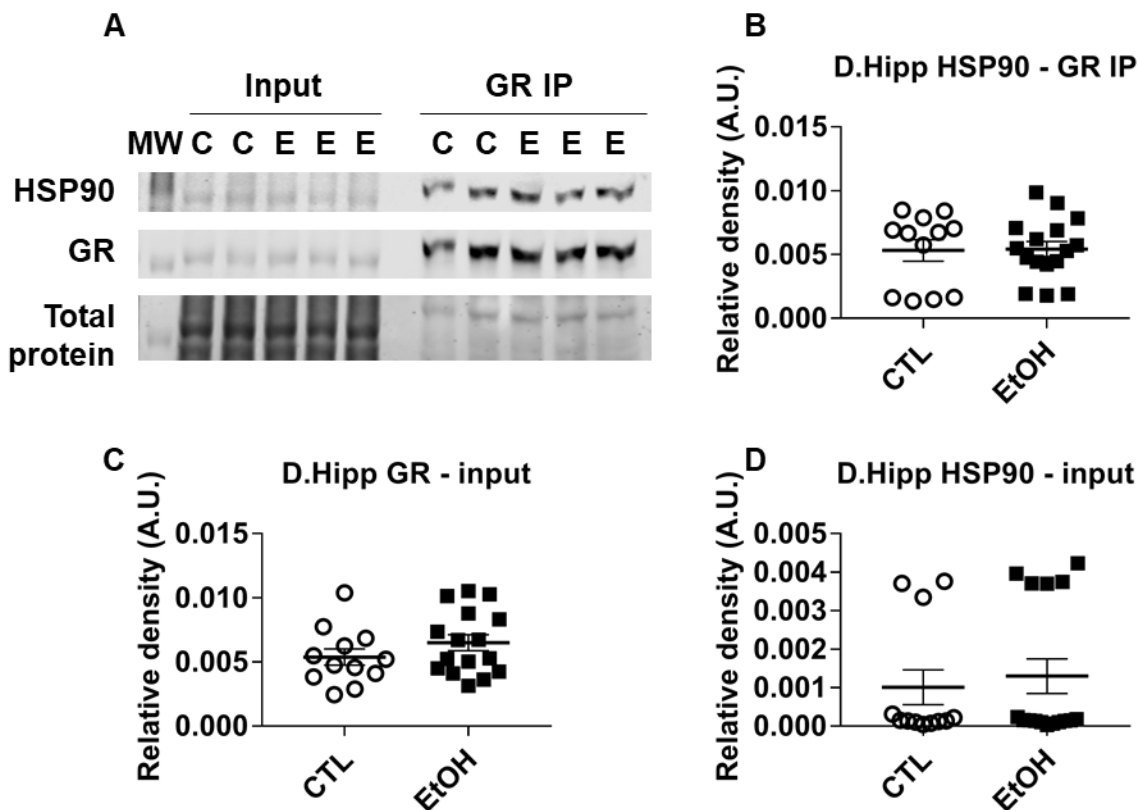 A
Input GR IP
MW C C E E E C C E E E
HSP90
GR
Total
protein
B
D.Hipp HSP90 - GR IP
Relative density (A.U.)
0.015
0.010
0.005
0.000
CTL
EtOH
C
D.Hipp GR - input
Relative density (A.U.)
0.015
0.010
0.005
0.000
CTL
EtOH
D
D.Hipp HSP90 - input
Relative density (A.U.)
0.005
0.004
0.003
0.002
0.001
0.000
CTL
EtOH